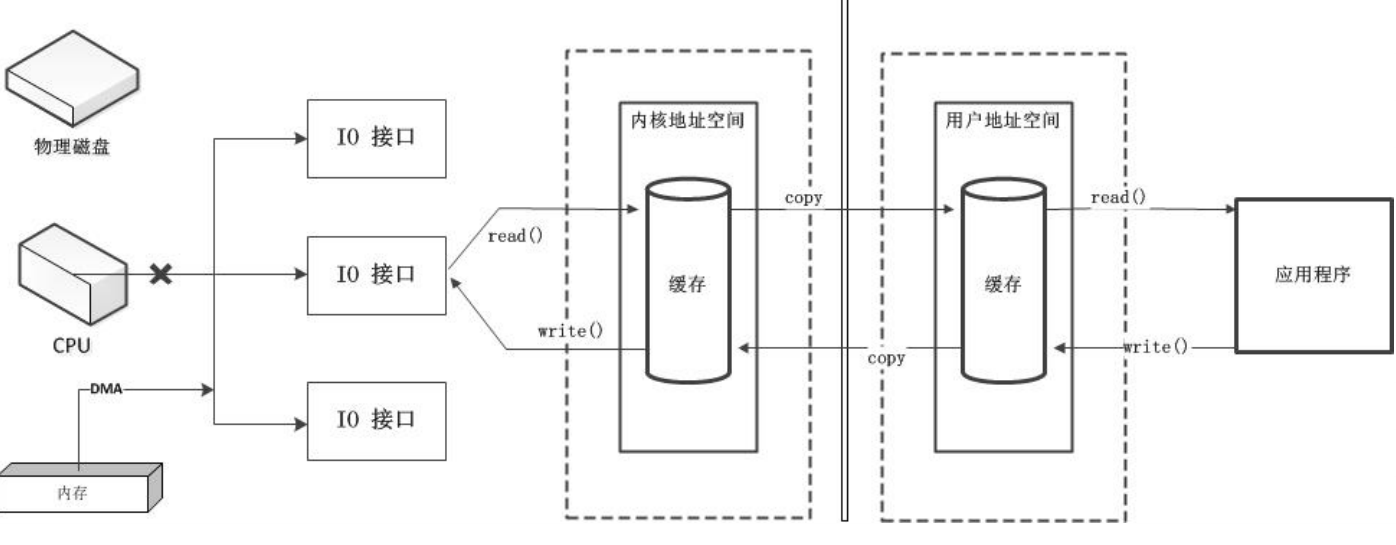 物理磁盘
CPU
DMA
内存
IO 接口
IO 接口
IO 接口
read()
write()
内核地址空间
缓存
copy
copy
用户地址空间
缓存
read()
write()
应用程序